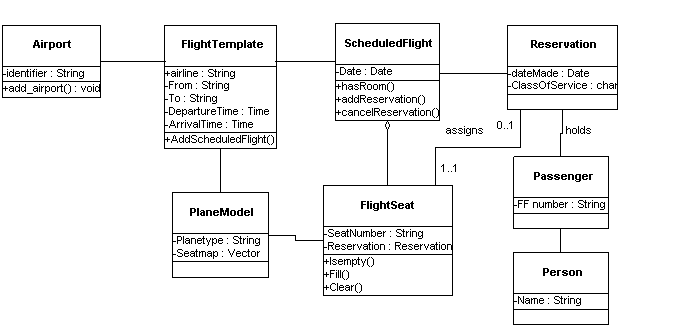 Airport
-identifier : String
+add_airport() : void
FlightTemplate
+airline : String
-From : String
-To : String
-DepartureTime : Time
-ArrivalTime : Time
+AddScheduledFlight()
ScheduledFlight
-Date : Date
+hasRoom()
+addReservation()
+cancelReservation()
Reservation
-dateMade : Date
-ClassOfService : char
assigns
0..1
holds
1..1
PlaneModel
-Planetype : String
-Seatmap : Vector
FlightSeat
-SeatNumber : String
-Reservation : Reservation
+Isempty()
+Fill()
+Clear()
Passenger
-FF number : String
Person
-Name : String